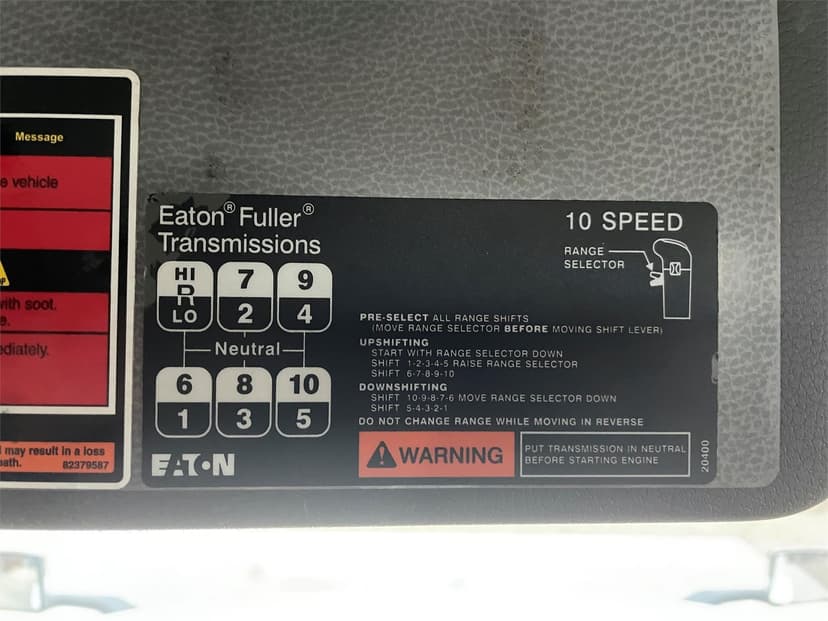 Message
e vehicle
with soot.
e.
ediately.
may result in a loss
eath. 82379587
Eaton® Fuller®
Transmissions
10 SPEED
RANGE
SELECTOR
HI 7 9
R
LO 2 4
Neutral
6 8 10
1 3 5
PRE-SELECT ALL RANGE SHIFTS
(MOVE RANGE SELECTOR BEFORE MOVING SHIFT LEVER)
UPSHIFTING
START WITH RANGE SELECTOR DOWN
SHIFT 1-2-3-4-5 RAISE RANGE SELECTOR
SHIFT 6-7-8-9-10
DOWNSHIFTING
SHIFT 10-9-8-7-6 MOVE RANGE SELECTOR DOWN
SHIFT 5-4-3-2-1
DO NOT CHANGE RANGE WHILE MOVING IN REVERSE
WARNING
PUT TRANSMISSION IN NEUTRAL
BEFORE STARTING ENGINE
20400
EATON